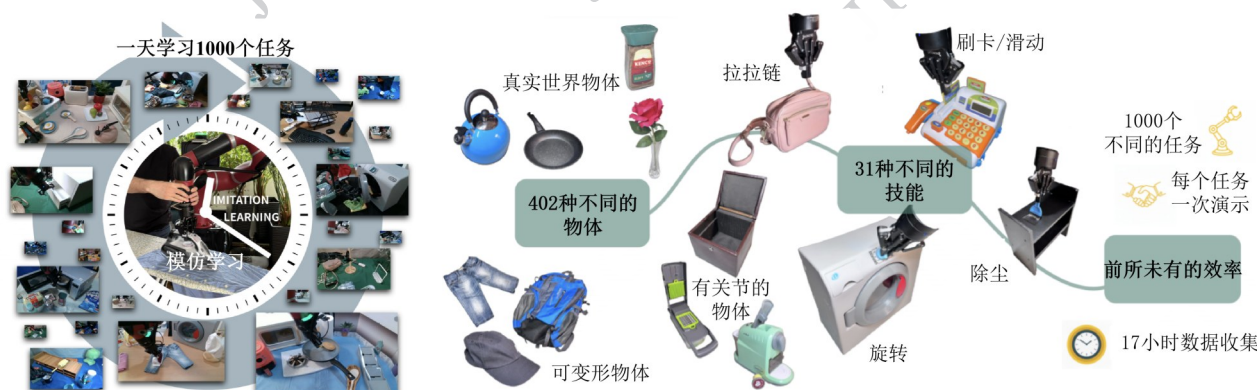 一天学习1000个任务
IMITATION
LEARNING
模仿学习
真实世界物体
402种不同的
物体
可变形物体
拉拉链
有关节的
物体
刷卡/滑动
31种不同的
技能
旋转
除尘
1000个
不同的任务
每个任务
一次演示
前所未有的效率
17小时数据收集